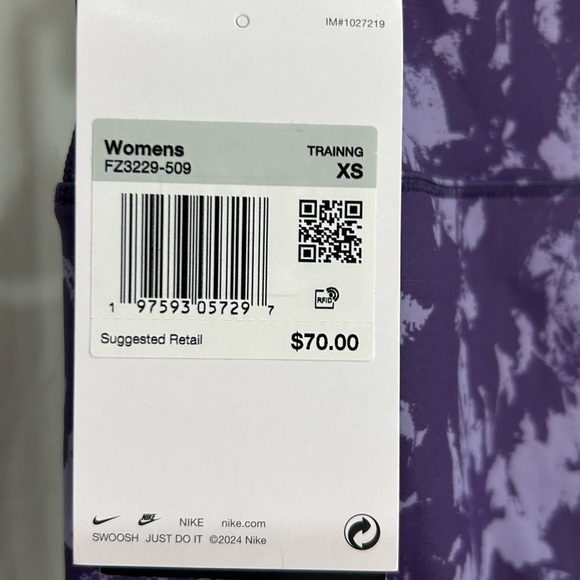 IM#1027219
Womens TRAINNG
FZ3229-509 XS
RFID
1 97593 05729 7
Suggested Retail $70.00
NIKE NIKE nike.com
SWOOSH JUST DO IT ©2024 Nike